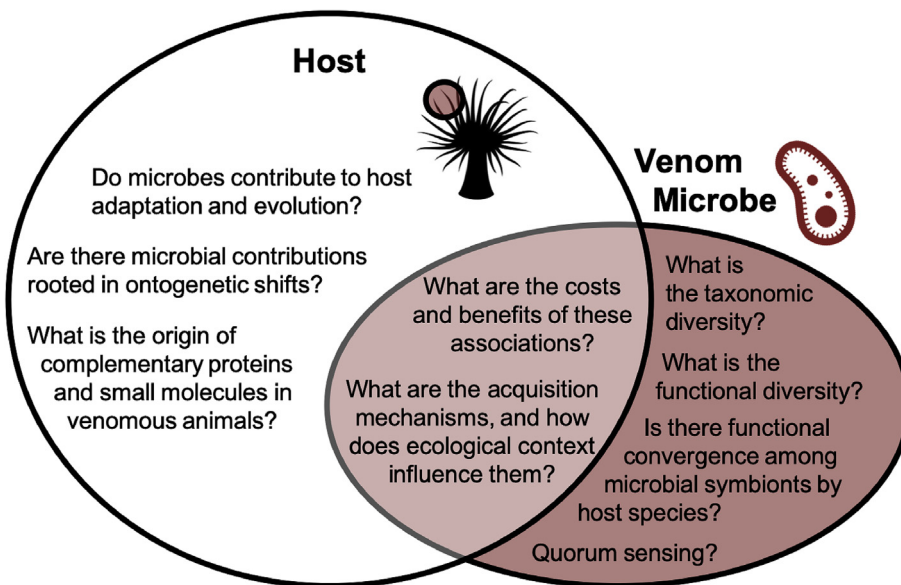 Host
Do microbes contribute to host
adaptation and evolution?
Are there microbial contributions
rooted in ontogenetic shifts?
What is the origin of
complementary proteins
and small molecules in
venomous animals?
What are the costs
and benefits of these
associations?
What are the acquisition
mechanisms, and how
does ecological context
influence them?
Venom
Microbe
What is
the taxonomic
diversity?
What is the
functional diversity?
Is there functional
convergence among
microbial symbionts by
host species?
Quorum sensing?